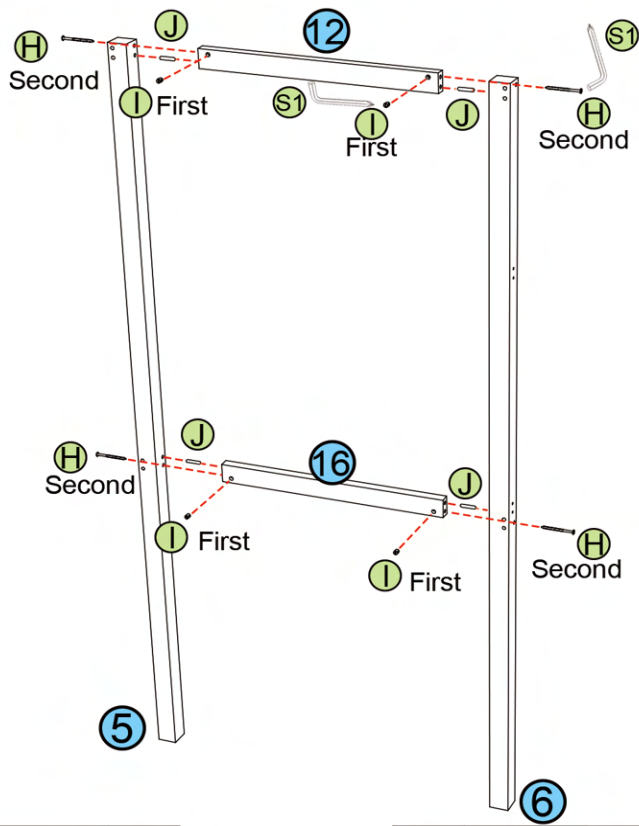 J
12
S1
H
Second
I First
S1
I
First
J
H
Second
J
H
Second
16
J
I First
H
Second
I First
5
6